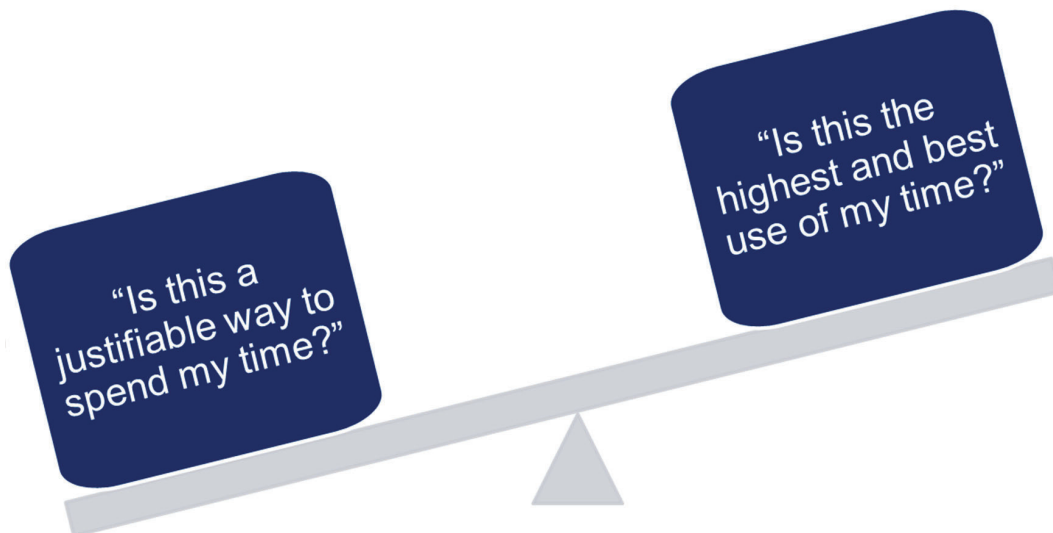 “Is this a
justifiable way to
spend my time?”
“Is this the
highest and best
use of my time?”